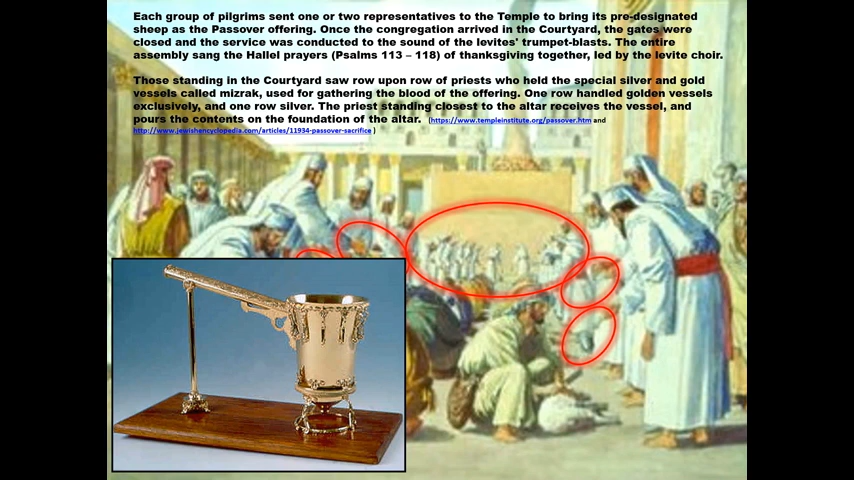 Each group of pilgrims sent one or two representatives to the Temple to bring its pre-designated
sheep as the Passover offering. Once the congregation arrived in the Courtyard, the gates were
closed and the service was conducted to the sound of the levites' trumpet-blasts. The entire
assembly sang the Hallel prayers (Psalms 113 – 118) of thanksgiving together, led by the levite choir.
Those standing in the Courtyard saw row upon row of priests who held the special silver and gold
vessels called mizrak, used for gathering the blood of the offering. One row handled golden vessels
exclusively, and one row silver. The priest standing closest to the altar receives the vessel, and
pours the contents on the foundation of the altar. (https://www.templeinstitute.org/passover.htm and
http://www.jewishencyclopedia.com/articles/11934-passover-sacrifice )